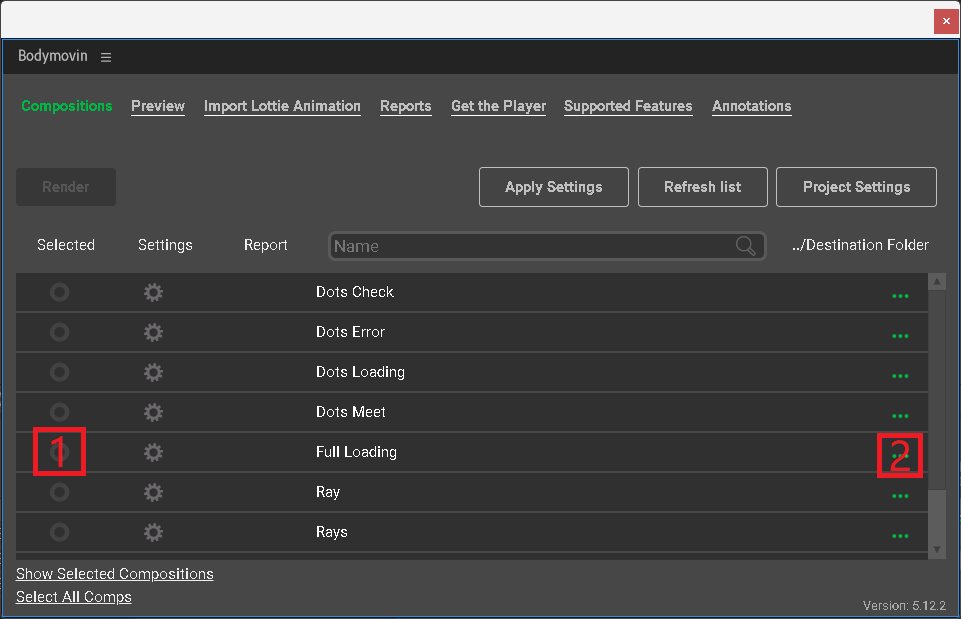 Bodymovin
Compositions Preview Import Lottie Animation Reports Get the Player Supported Features Annotations
Render Apply Settings Refresh list Project Settings
Selected Settings Report Name ../Destination Folder
Dots Check ...
Dots Error ...
Dots Loading ...
Dots Meet ...
1 Full Loading 2
Ray ...
Rays ...
Show Selected Compositions
Select All Comps
Version: 5.12.2